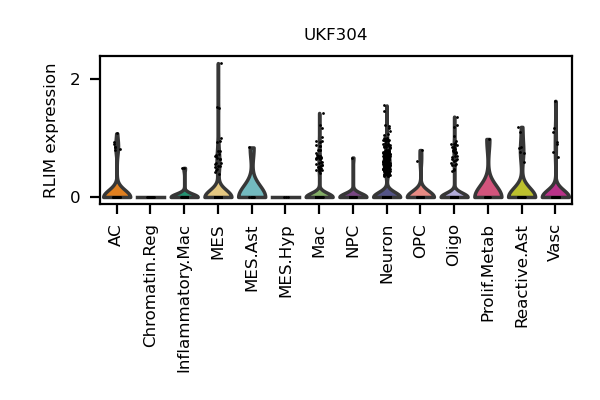 UKF304
RLIM expression
2
0
AC
Chromatin.Reg
Inflammatory.Mac
MES
MES.Ast
MES.Hyp
Mac
NPC
Neuron
OPC
Oligo
Prolif.Metab
Reactive.Ast
Vasc